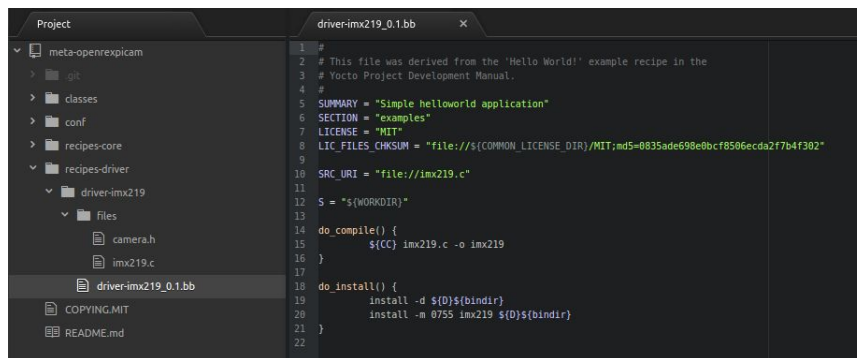 Project
meta-openrexpicam
.git
classes
conf
recipes-core
recipes-driver
driver-imx219
files
camera.h
imx219.c
driver-imx219_0.1.bb
COPYING.MIT
README.md
driver-imx219_0.1.bb ×
1 #
2 # This file was derived from the 'Hello World!' example recipe in the
3 # Yocto Project Development Manual.
4 #
5 SUMMARY = "Simple helloworld application"
6 SECTION = "examples"
7 LICENSE = "MIT"
8 LIC_FILES_CHKSUM = "file://${COMMON_LICENSE_DIR}/MIT;md5=0835ade698e0bcf8506ecda2f7b4f302"
9
10 SRC_URI = "file://imx219.c"
11
12 S = "${WORKDIR}"
13
14 do_compile() {
15 ${CC} imx219.c -o imx219
16 }
17
18 do_install() {
19 install -d ${D}${bindir}
20 install -m 0755 imx219 ${D}${bindir}
21 }
22